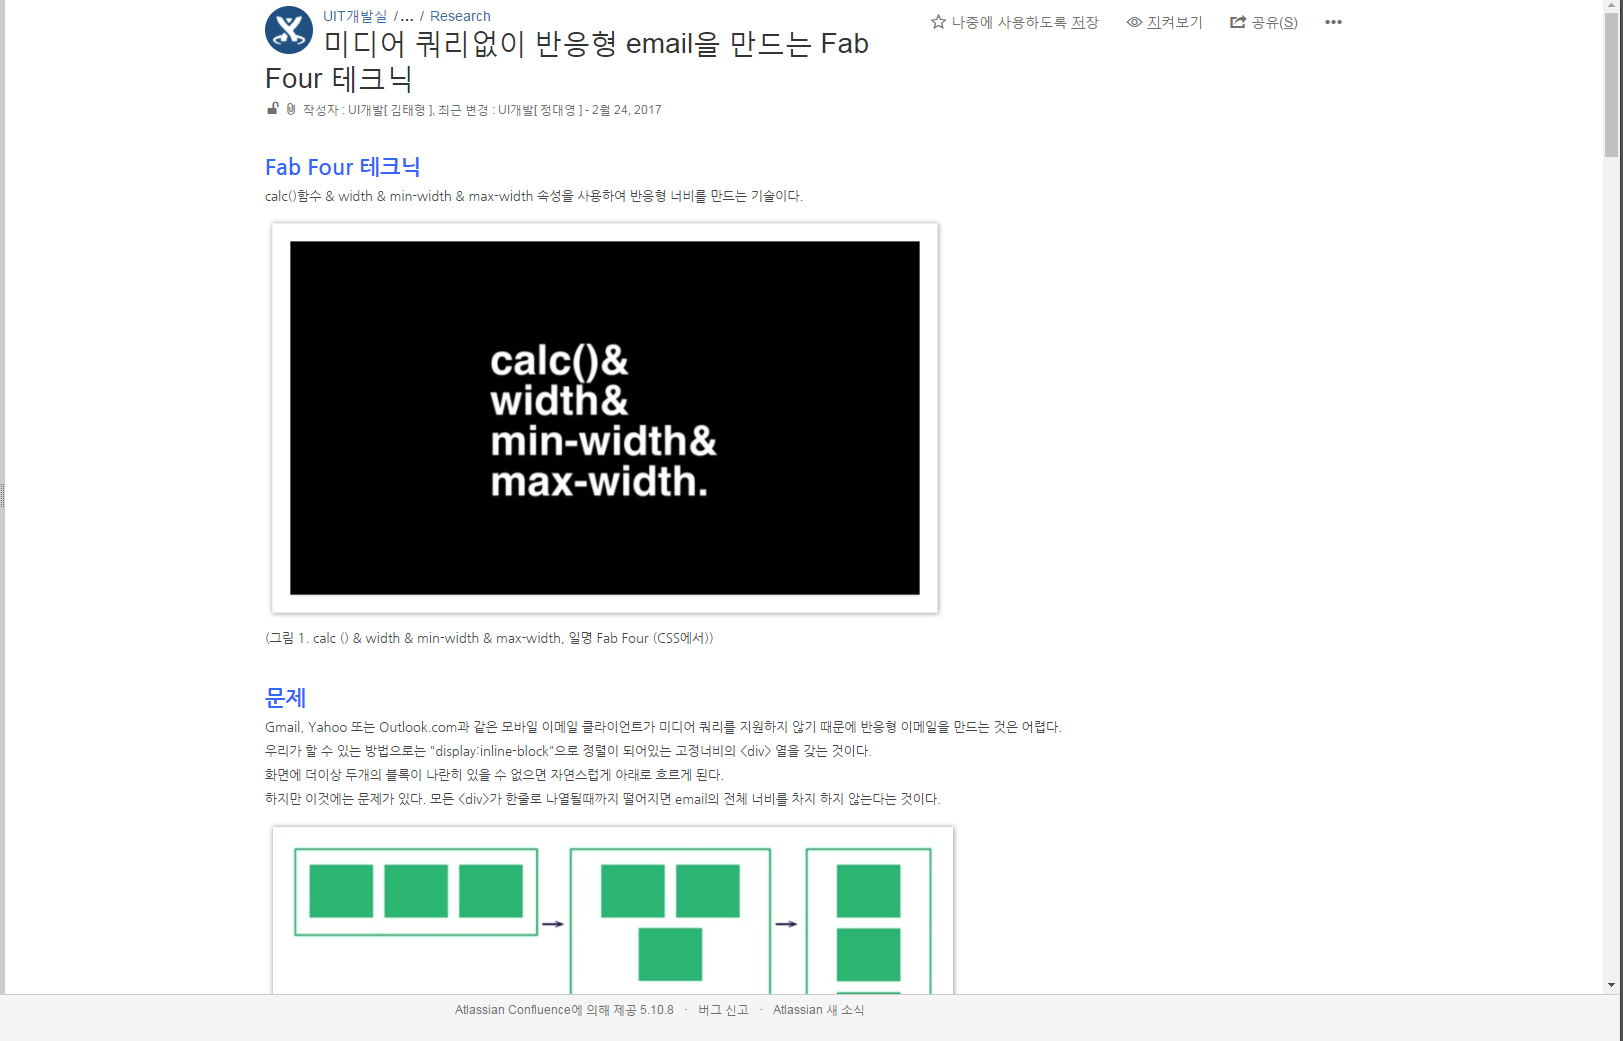 UIT개발실 /... / Research
나중에 사용하도록 저장 지켜보기 공유(S) •••
미디어 쿼리없이 반응형 email을 만드는 Fab
Four 테크닉
작성자 : UI개발[ 김태형 ], 최근 변경 : UI개발[ 정대영 ] - 2월 24, 2017
Fab Four 테크닉
calc()함수 & width & min-width & max-width 속성을 사용하여 반응형 너비를 만드는 기술이다.
calc()&
width&
min-width&
max-width.
(그림 1. calc () & width & min-width & max-width, 일명 Fab Four (CSS에서))
문제
Gmail, Yahoo 또는 Outlook.com과 같은 모바일 이메일 클라이언트가 미디어 쿼리를 지원하지 않기 때문에 반응형 이메일을 만드는 것은 어렵다.
우리가 할 수 있는 방법으로는 "display:inline-block"으로 정렬이 되어있는 고정너비의 <div> 열을 갖는 것이다.
화면에 더이상 두개의 블록이 나란히 있을 수 없으면 자연스럽게 아래로 흐르게 된다.
하지만 이것에는 문제가 있다. 모든 <div>가 한줄로 나열될때까지 떨어지면 email의 전체 너비를 차지 하지 않는다는 것이다.
Atlassian Confluence에 의해 제공 5.10.8 · 버그 신고 · Atlassian 새 소식